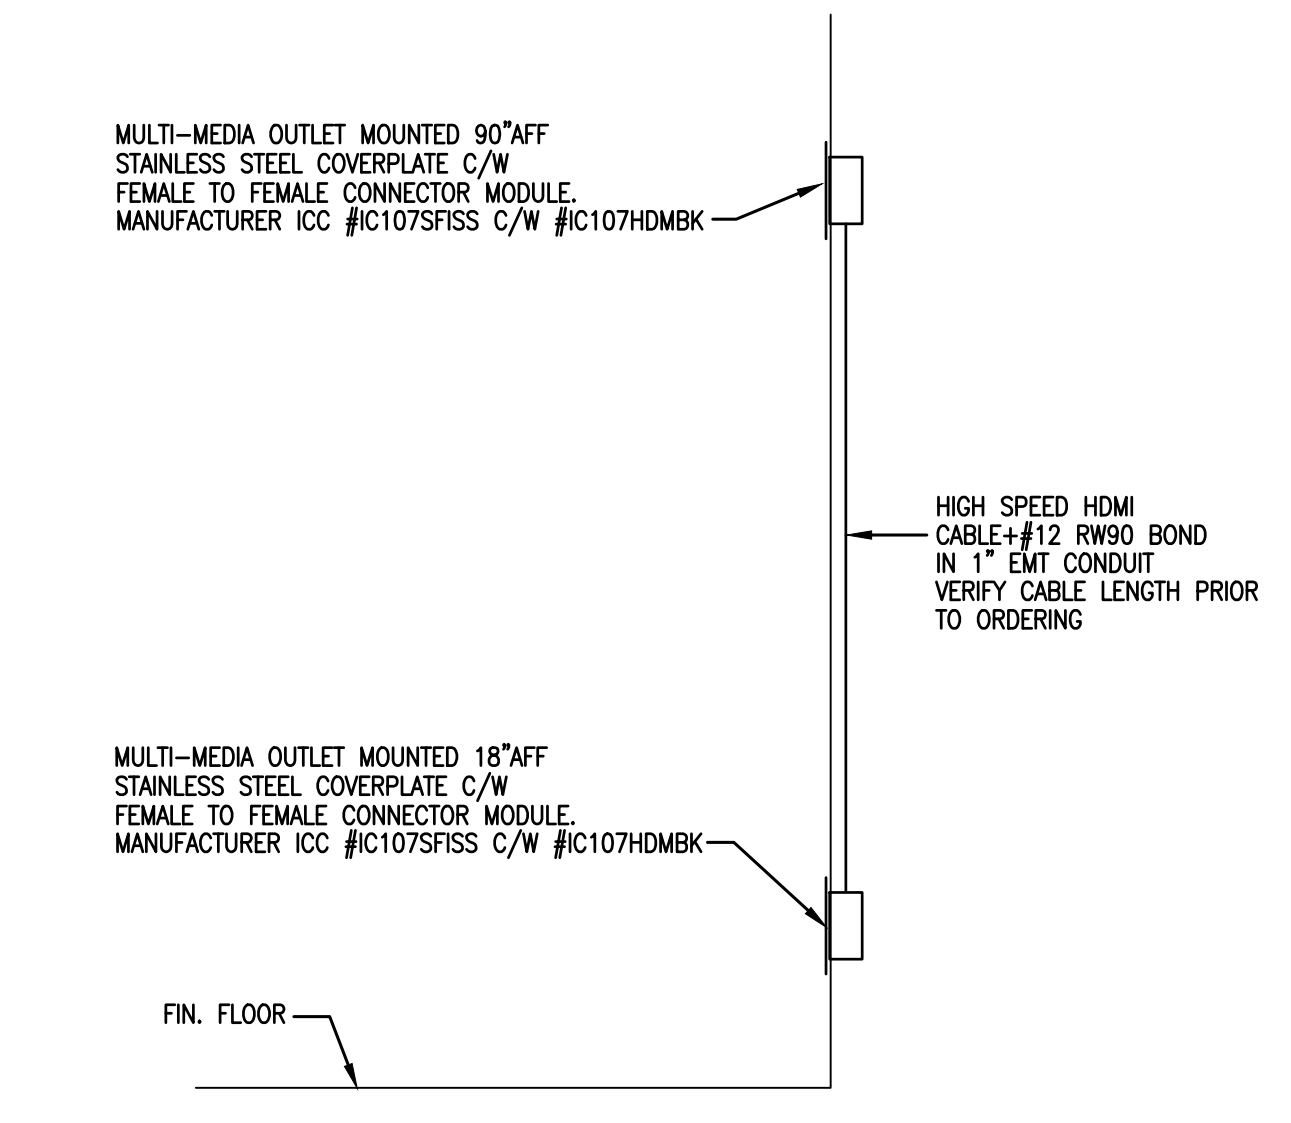 MULTI-MEDIA OUTLET MOUNTED 90"AFF
STAINLESS STEEL COVERPLATE C/W
FEMALE TO FEMALE CONNECTOR MODULE.
MANUFACTURER ICC #IC107SFISS C/W #IC107HDMBK
HIGH SPEED HDMI
CABLE+#12 RW90 BOND
IN 1" EMT CONDUIT
VERIFY CABLE LENGTH PRIOR
TO ORDERING
MULTI-MEDIA OUTLET MOUNTED 18"AFF
STAINLESS STEEL COVERPLATE C/W
FEMALE TO FEMALE CONNECTOR MODULE.
MANUFACTURER ICC #IC107SFISS C/W #IC107HDMBK
FIN. FLOOR